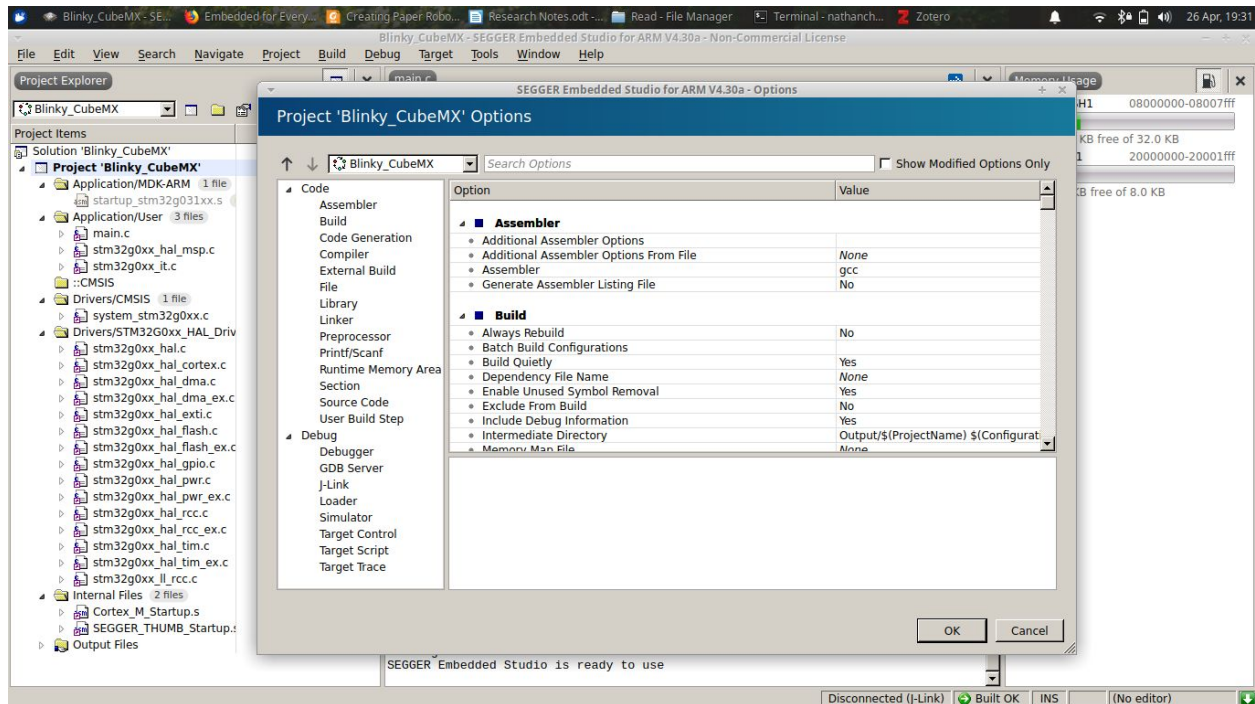 Blinky_CubeMX - SE... Embedded for Every... Creating Paper Robo... Research Notes.odt -... Read - File Manager Terminal - nathanch... Zotero 26 Apr, 19:31
Blinky_CubeMX - SEGGER Embedded Studio for ARM V4.30a - Non-Commercial License
File Edit View Search Navigate Project Build Debug Target Tools Window Help
Project Explorer
main.c
Memory Usage
Blinky_CubeMX
Project Items
Solution 'Blinky_CubeMX'
Project 'Blinky_CubeMX'
Application/MDK-ARM 1 file
startup_stm32g031xx.s
Application/User 3 files
main.c
stm32g0xx_hal_msp.c
stm32g0xx_it.c
::CMSIS
Drivers/CMSIS 1 file
system_stm32g0xx.c
Drivers/STM32G0xx_HAL_Driv
stm32g0xx_hal.c
stm32g0xx_hal_cortex.c
stm32g0xx_hal_dma.c
stm32g0xx_hal_dma_ex.c
stm32g0xx_hal_exti.c
stm32g0xx_hal_flash.c
stm32g0xx_hal_flash_ex.c
stm32g0xx_hal_gpio.c
stm32g0xx_hal_pwr.c
stm32g0xx_hal_pwr_ex.c
stm32g0xx_hal_rcc.c
stm32g0xx_hal_rcc_ex.c
stm32g0xx_hal_tim.c
stm32g0xx_hal_tim_ex.c
stm32g0xx_ll_rcc.c
Internal Files 2 files
Cortex_M_Startup.s
SEGGER_THUMB_Startup.s
Output Files
SEGGER Embedded Studio for ARM V4.30a - Options
Project 'Blinky_CubeMX' Options
Blinky_CubeMX Search Options Show Modified Options Only
Code
Assembler
Build
Code Generation
Compiler
External Build
File
Library
Linker
Preprocessor
Printf/Scanf
Runtime Memory Area
Section
Source Code
User Build Step
Debug
Debugger
GDB Server
J-Link
Loader
Simulator
Target Control
Target Script
Target Trace
Option Value
Assembler
Additional Assembler Options
Additional Assembler Options From File None
Assembler gcc
Generate Assembler Listing File No
Build
Always Rebuild No
Batch Build Configurations
Build Quietly Yes
Dependency File Name None
Enable Unused Symbol Removal Yes
Exclude From Build No
Include Debug Information Yes
Intermediate Directory Output/$(ProjectName) $(Configurat
Memory Map File None
OK Cancel
H1 08000000-08007fff
KB free of 32.0 KB
1 20000000-20001fff
KB free of 8.0 KB
SEGGER Embedded Studio is ready to use
Disconnected (J-Link) Built OK INS (No editor)